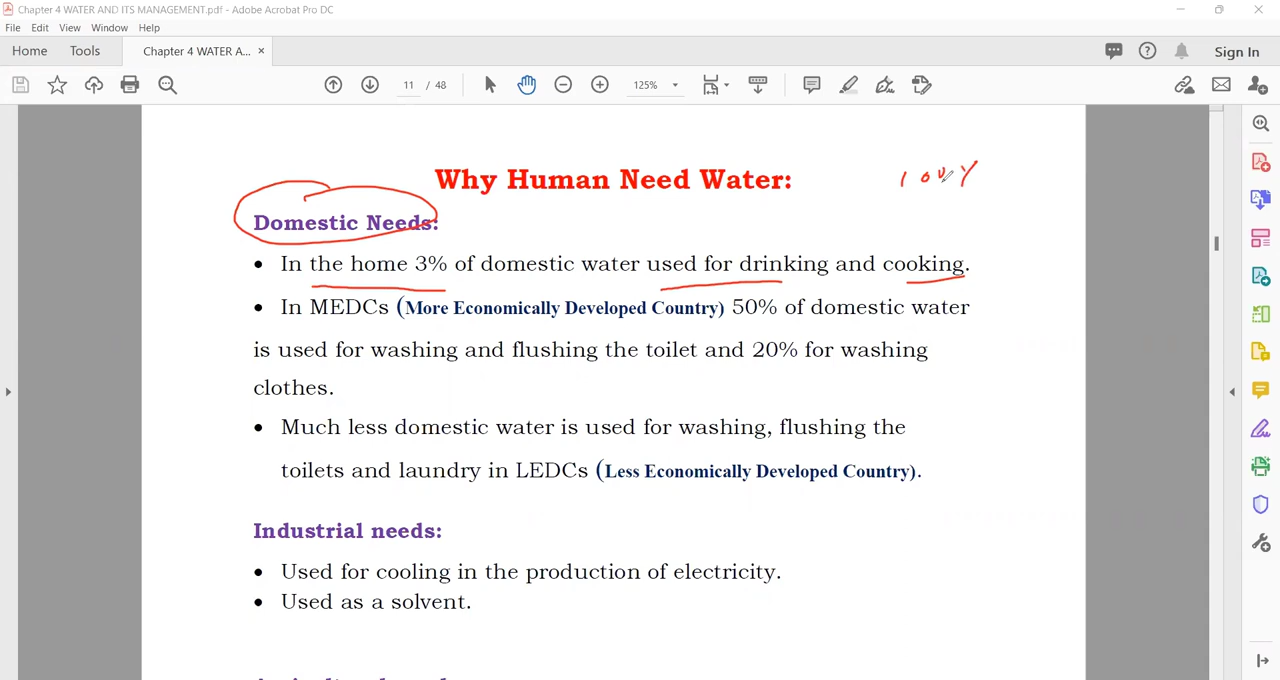 Chapter 4 WATER AND ITS MANAGEMENT.pdf - Adobe Acrobat Pro DC
File Edit View Window Help
Home Tools Chapter 4 WATER A... × Sign In
11 / 48 125%
Why Human Need Water:
Domestic Needs:
• In the home 3% of domestic water used for drinking and cooking.
• In MEDCs (More Economically Developed Country) 50% of domestic water
is used for washing and flushing the toilet and 20% for washing
clothes.
• Much less domestic water is used for washing, flushing the
toilets and laundry in LEDCs (Less Economically Developed Country).
Industrial needs:
• Used for cooling in the production of electricity.
• Used as a solvent.